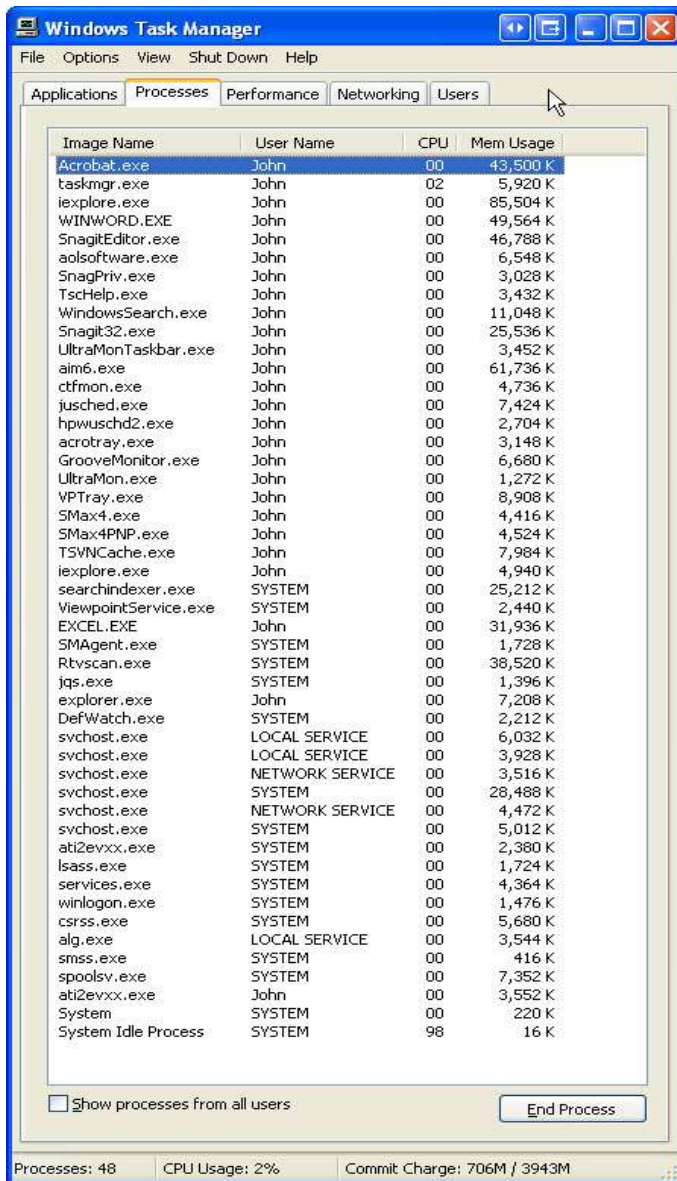 Windows Task Manager
File Options View Shut Down Help
Applications Processes Performance Networking Users
Image Name User Name CPU Mem Usage
Acrobat.exe John 00 43,500 K
taskmgr.exe John 02 5,920 K
iexplore.exe John 00 85,504 K
WINWORD.EXE John 00 49,564 K
SnagitEditor.exe John 00 46,788 K
aolsoftware.exe John 00 6,548 K
SnagPriv.exe John 00 3,028 K
TscHelp.exe John 00 3,432 K
WindowsSearch.exe John 00 11,048 K
Snagit32.exe John 00 25,536 K
UltraMonTaskbar.exe John 00 3,452 K
aim6.exe John 00 61,736 K
ctfmon.exe John 00 4,736 K
jusched.exe John 00 7,424 K
hpwuschd2.exe John 00 2,704 K
acrotray.exe John 00 3,148 K
GrooveMonitor.exe John 00 6,680 K
UltraMon.exe John 00 1,272 K
VPTray.exe John 00 8,908 K
SMax4.exe John 00 4,416 K
SMax4PNP.exe John 00 4,524 K
TSVNCache.exe John 00 7,984 K
iexplore.exe John 00 4,940 K
searchindexer.exe SYSTEM 00 25,212 K
ViewpointService.exe SYSTEM 00 2,440 K
EXCEL.EXE John 00 31,936 K
SMAgent.exe SYSTEM 00 1,728 K
Rtvscan.exe SYSTEM 00 38,520 K
jqs.exe SYSTEM 00 1,396 K
explorer.exe John 00 7,208 K
DefWatch.exe SYSTEM 00 2,212 K
svchost.exe LOCAL SERVICE 00 6,032 K
svchost.exe LOCAL SERVICE 00 3,928 K
svchost.exe NETWORK SERVICE 00 3,516 K
svchost.exe SYSTEM 00 28,488 K
svchost.exe NETWORK SERVICE 00 4,472 K
svchost.exe SYSTEM 00 5,012 K
ati2evxx.exe SYSTEM 00 2,380 K
lsass.exe SYSTEM 00 1,724 K
services.exe SYSTEM 00 4,364 K
winlogon.exe SYSTEM 00 1,476 K
csrss.exe SYSTEM 00 5,680 K
alg.exe LOCAL SERVICE 00 3,544 K
smss.exe SYSTEM 00 416 K
spoolsv.exe SYSTEM 00 7,352 K
ati2evxx.exe John 00 3,552 K
System SYSTEM 00 220 K
System Idle Process SYSTEM 98 16 K
Show processes from all users End Process
Processes: 48 CPU Usage: 2% Commit Charge: 706M / 3943M